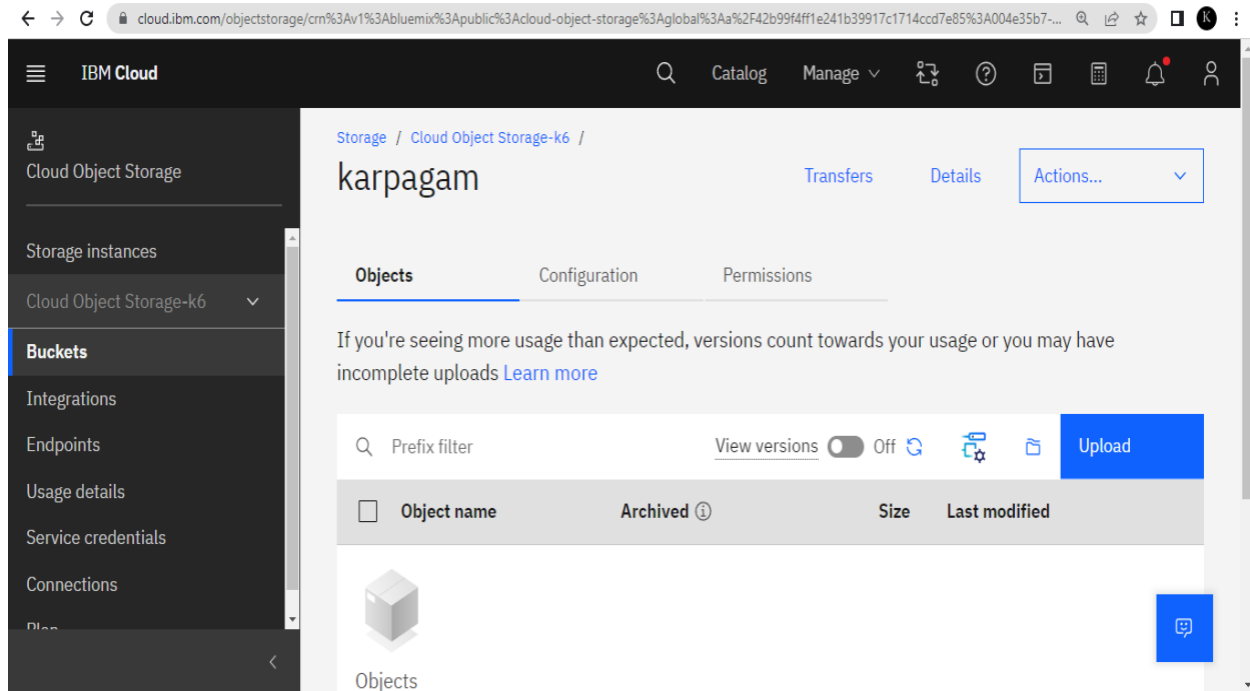 cloud.ibm.com/objectstorage/crn%3Av1%3Abluemix%3Apublic%3Acloud-object-storage%3Aglobal%3Aa%2F42b99f4ff1e241b39917c1714ccd7e85%3A004e35b7-...
K
IBM Cloud
Catalog
Manage
Cloud Object Storage
Storage instances
Cloud Object Storage-k6
Buckets
Integrations
Endpoints
Usage details
Service credentials
Connections
Plan
Storage / Cloud Object Storage-k6 /
karpagam
Transfers
Details
Actions...
Objects
Configuration
Permissions
If you're seeing more usage than expected, versions count towards your usage or you may have
incomplete uploads Learn more
Prefix filter
View versions
Off
Upload
Object name
Archived
Size
Last modified
Objects